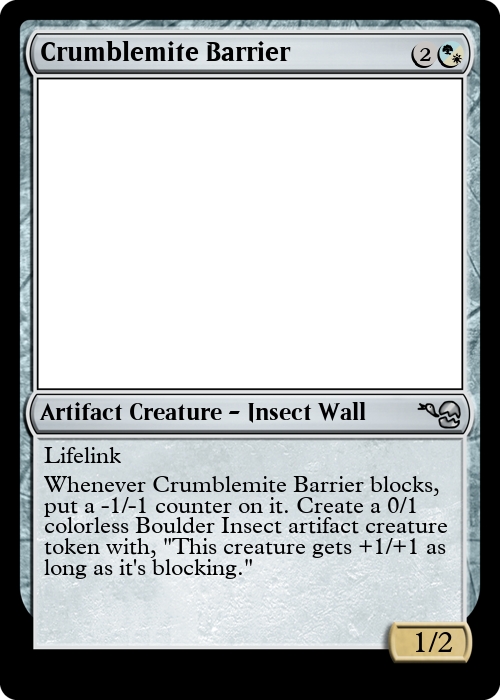 Crumblemite Barrier 2
Artifact Creature – Insect Wall
Lifelink
Whenever Crumblemite Barrier blocks,
put a -1/-1 counter on it. Create a 0/1
colorless Boulder Insect artifact creature
token with, "This creature gets +1/+1 as
long as it's blocking."
1/2